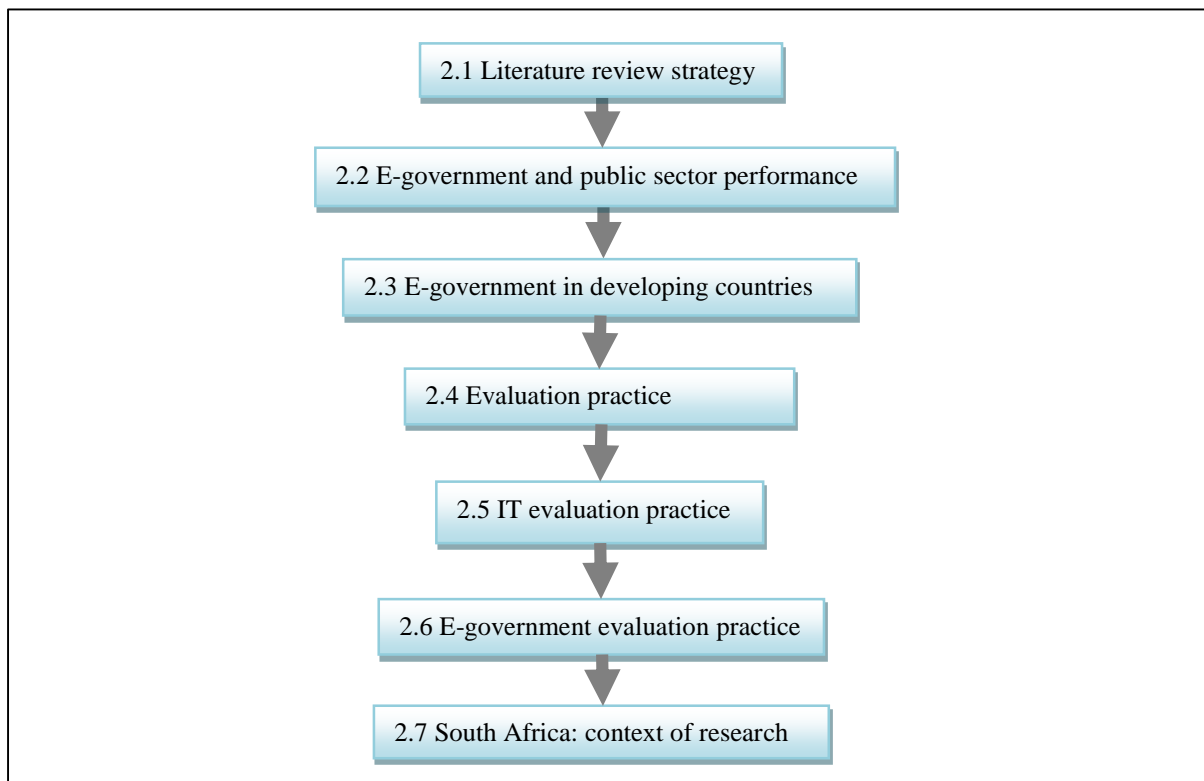 2.1 Literature review strategy
2.2 E-government and public sector performance
2.3 E-government in developing countries
2.4 Evaluation practice
2.5 IT evaluation practice
2.6 E-government evaluation practice
2.7 South Africa: context of research